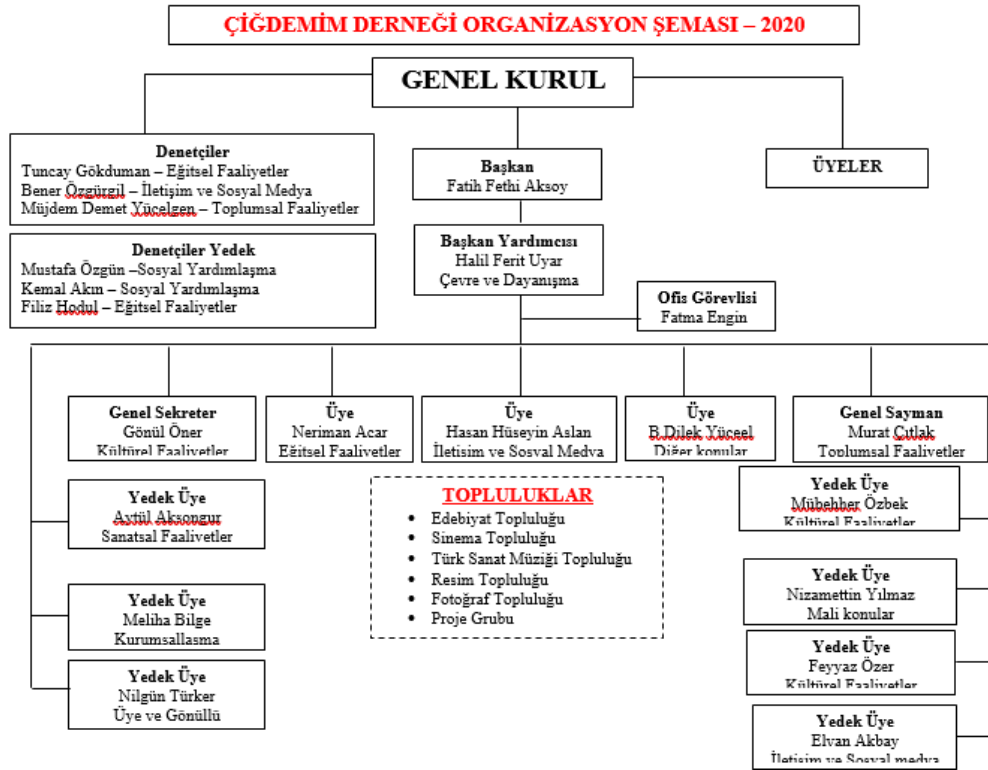 ÇİĞDEMİM DERNEĞİ ORGANİZASYON ŞEMASI – 2020
GENEL KURUL
Denetçiler
Tuncay Gökduman – Eğitsel Faaliyetler
Bener Özgürgil – İletişim ve Sosyal Medya
Müjdem Demet Yüçelgen – Toplumsal Faaliyetler
Başkan
Fatih Fethi Aksoy
ÜYELER
Denetçiler Yedek
Mustafa Özgün –Sosyal Yardımlaşma
Kemal Akın – Sosyal Yardımlaşma
Filiz Hodul – Eğitsel Faaliyetler
Başkan Yardımcısı
Halil Ferit Uyar
Çevre ve Dayanışma
Ofis Görevlisi
Fatma Engin
Genel Sekreter
Gönül Öner
Kültürel Faaliyetler
Üye
Neriman Acar
Eğitsel Faaliyetler
Üye
Hasan Hüseyin Aslan
İletişim ve Sosyal Medya
Üye
B.Dilek Yüceel
Diğer konular
Genel Sayman
Murat Çıtlak
Toplumsal Faaliyetler
Yedek Üye
Aytül Aksongur
Sanatsal Faaliyetler
Yedek Üye
Meliha Bilge
Kurumsallaşma
Yedek Üye
Nilgün Türker
Üye ve Gönüllü
TOPLULUKLAR
• Edebiyat Topluluğu
• Sinema Topluluğu
• Türk Sanat Müziği Topluluğu
• Resim Topluluğu
• Fotoğraf Topluluğu
• Proje Grubu
Yedek Üye
Mübehher Özbek
Kültürel Faaliyetler
Yedek Üye
Nizamettin Yılmaz
Mali konular
Yedek Üye
Feyyaz Özer
Kültürel Faaliyetler
Yedek Üye
Elvan Akbay
İletişim ve Sosyal medya